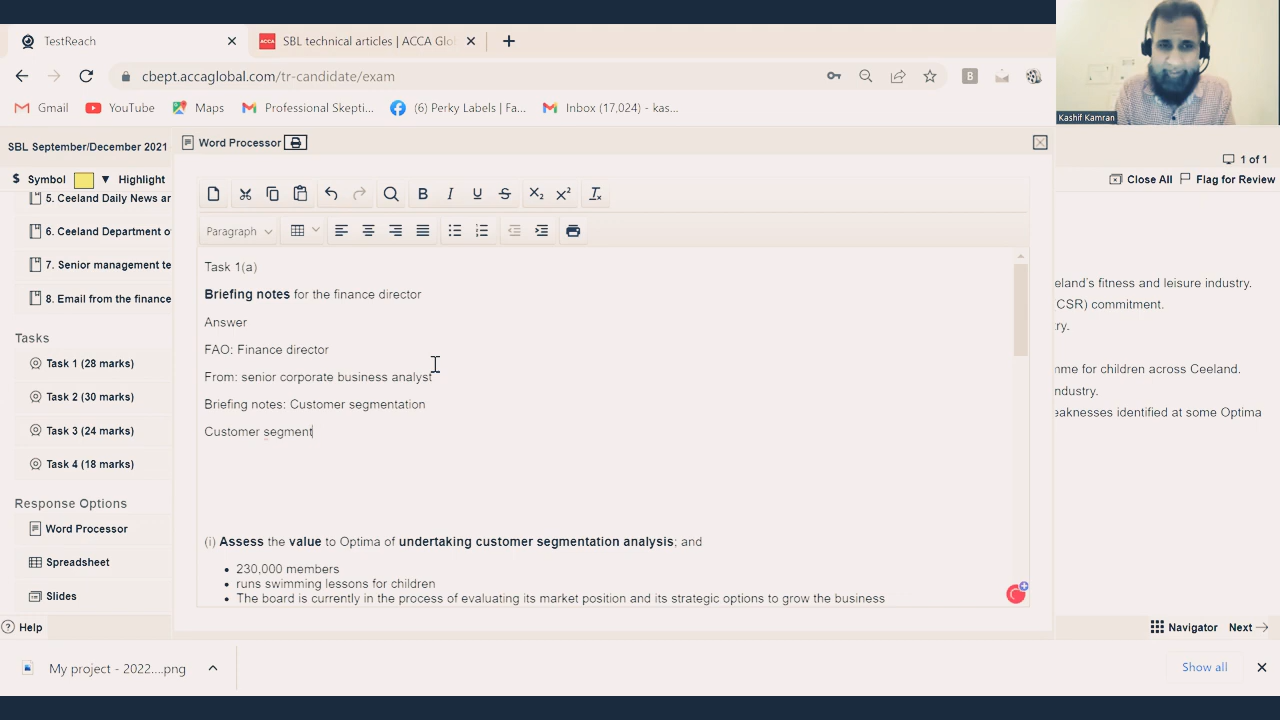 TestReach
SBL technical articles | ACCA Glo
cbept.accaglobal.com/tr-candidate/exam
B
Gmail YouTube Maps Professional Skepti... (6) Perky Labels | Fa... Inbox (17,024) - kas...
Kashif Kamran
SBL September/December 2021
Word Processor
1 of 1
$ Symbol Highlight
Close All Flag for Review
5. Ceeland Daily News ar
6. Ceeland Department o
7. Senior management te
8. Email from the finance
Tasks
Task 1 (28 marks)
Task 2 (30 marks)
Task 3 (24 marks)
Task 4 (18 marks)
Response Options
Word Processor
Spreadsheet
Slides
Help
B I U S X₂ X² Tx
Paragraph
Task 1(a)
Briefing notes for the finance director
Answer
FAO: Finance director
From: senior corporate business analyst
Briefing notes: Customer segmentation
Customer segment
(i) Assess the value to Optima of undertaking customer segmentation analysis; and
• 230,000 members
• runs swimming lessons for children
• The board is currently in the process of evaluating its market position and its strategic options to grow the business
eland's fitness and leisure industry.
CSR) commitment.
ry.
mme for children across Ceeland.
ndustry.
eaknesses identified at some Optima
Navigator Next
My project - 2022....png
Show all